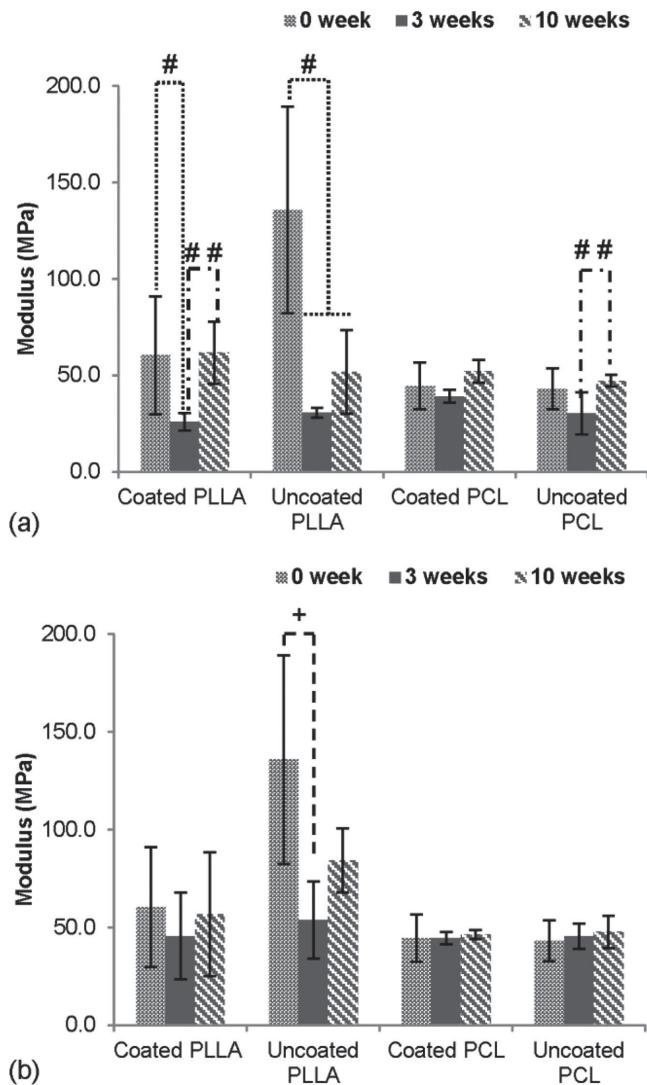 0 week 3 weeks 10 weeks
# #
200.0
150.0
# # # #
100.0
50.0
0.0
Modulus (MPa)
Coated PLLA Uncoated PLLA Coated PCL Uncoated PCL
(a)
0 week 3 weeks 10 weeks
+
200.0
150.0
100.0
50.0
0.0
Modulus (MPa)
Coated PLLA Uncoated PLLA Coated PCL Uncoated PCL
(b)